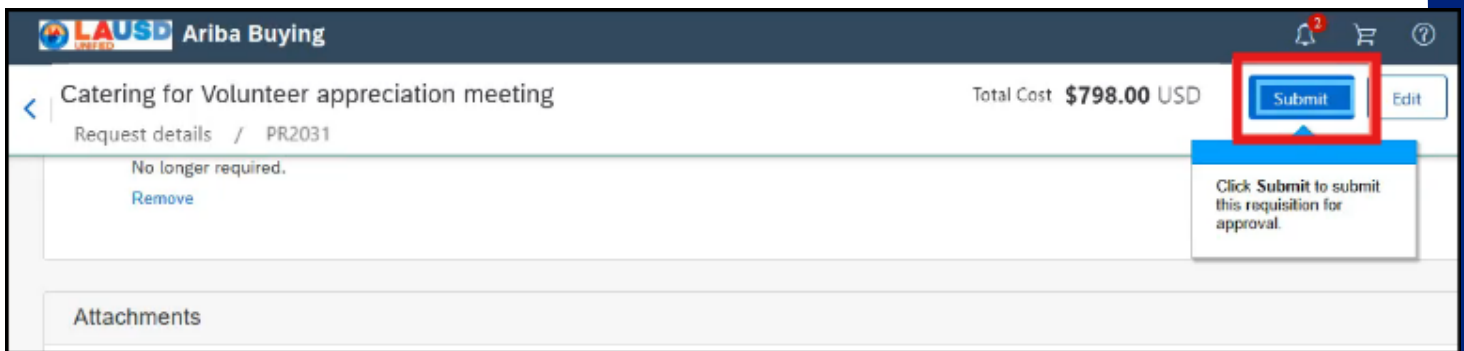 LAUSD Ariba Buying
UNIFIED
2
Catering for Volunteer appreciation meeting
Total Cost $798.00 USD
Submit
Edit
Request details / PR2031
No longer required.
Remove
Click Submit to submit
this requisition for
approval.
Attachments